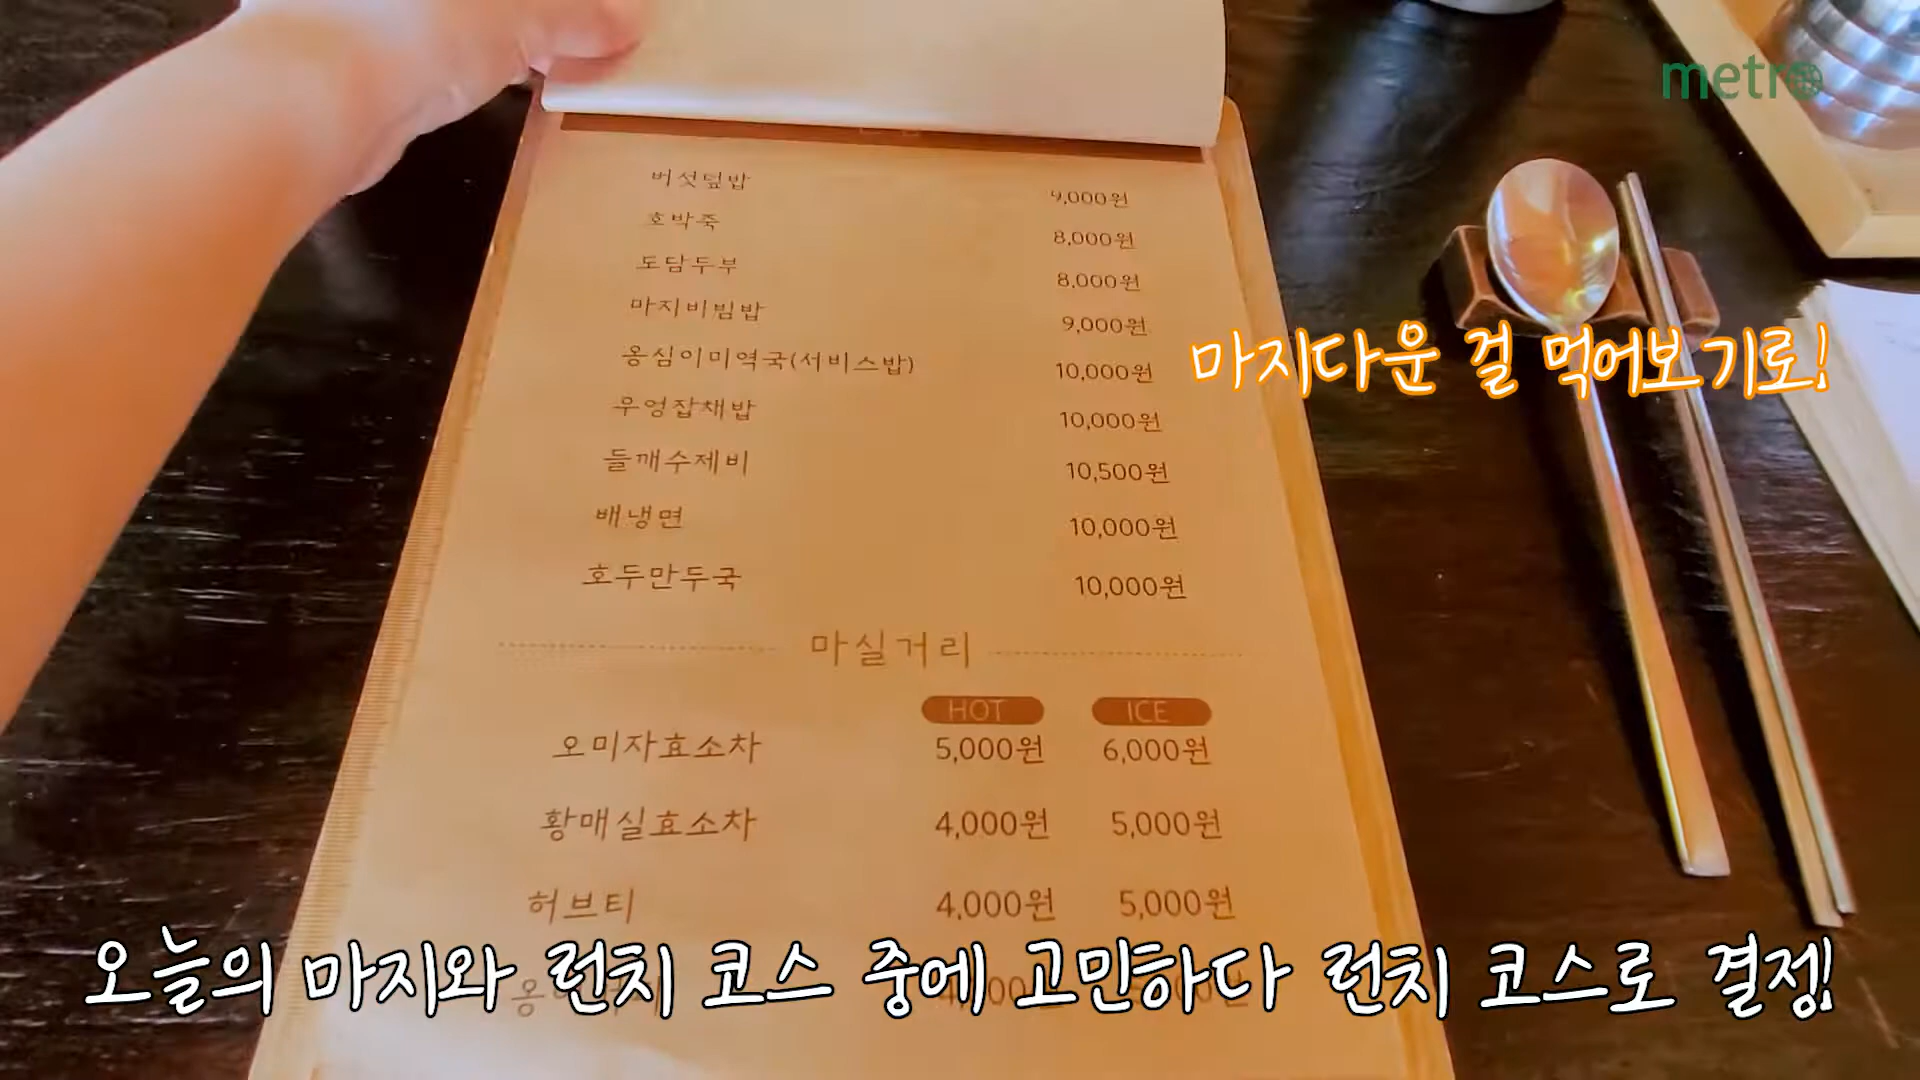 metro
버섯덮밥 9,000원
호박죽 8,000원
도담두부 8,000원
마지비빔밥 9,000원
옹심이미역국(서비스밥) 10,000원
마지다운 걸 먹어보기로!
우엉잡채밥 10,000원
들깨수제비 10,500원
배냉면 10,000원
호두만두국 10,000원
마실거리
HOT ICE
오미자효소차 5,000원 6,000원
황매실효소차 4,000원 5,000원
허브티 4,000원 5,000원
오늘의 마지와 런치 코스 중에 고민하다 런치 코스로 결정!